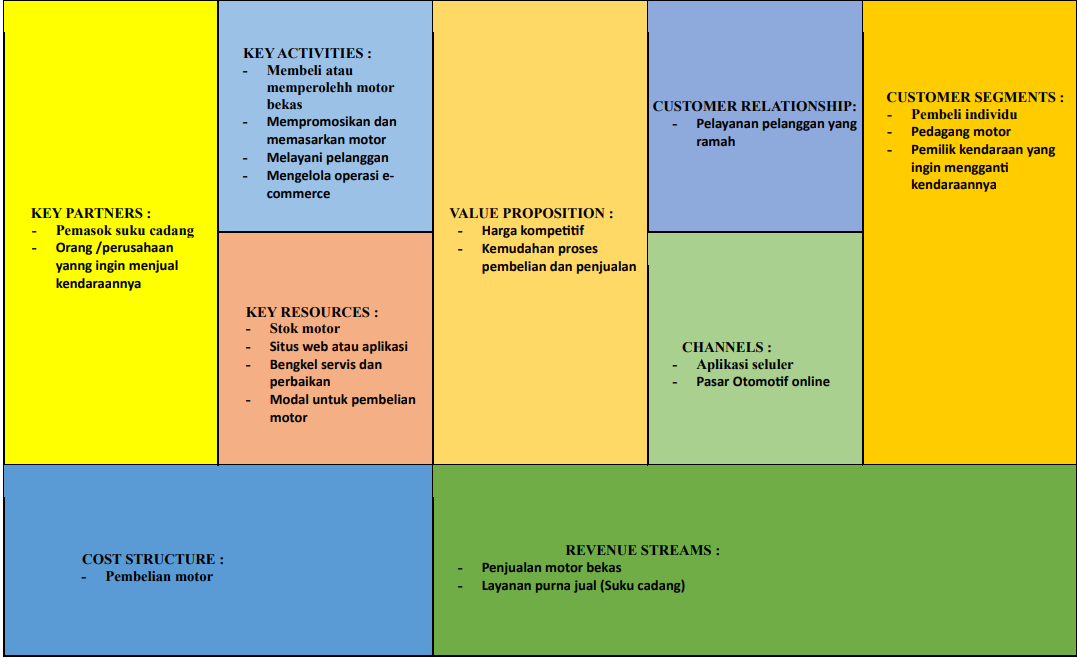 KEY PARTNERS :
- Pemasok suku cadang
- Orang /perusahaan
yanng ingin menjual
kendaraannya
KEY ACTIVITIES :
- Membeli atau
memperolehh motor
bekas
- Mempromosikan dan
memasarkan motor
- Melayani pelanggan
- Mengelola operasi e-
commerce
KEY RESOURCES :
- Stok motor
- Situs web atau aplikasi
- Bengkel servis dan
perbaikan
- Modal untuk pembelian
motor
VALUE PROPOSITION :
- Harga kompetitif
- Kemudahan proses
pembelian dan penjualan
CUSTOMER RELATIONSHIP:
- Pelayanan pelanggan yang
ramah
CHANNELS :
- Aplikasi seluler
- Pasar Otomotif online
CUSTOMER SEGMENTS :
- Pembeli individu
- Pedagang motor
- Pemilik kendaraan yang
ingin mengganti
kendaraannya
COST STRUCTURE :
- Pembelian motor
REVENUE STREAMS :
- Penjualan motor bekas
- Layanan purna jual (Suku cadang)